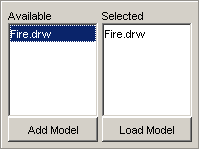 Available Selected
Fire.drw Fire.drw
Add Model Load Model